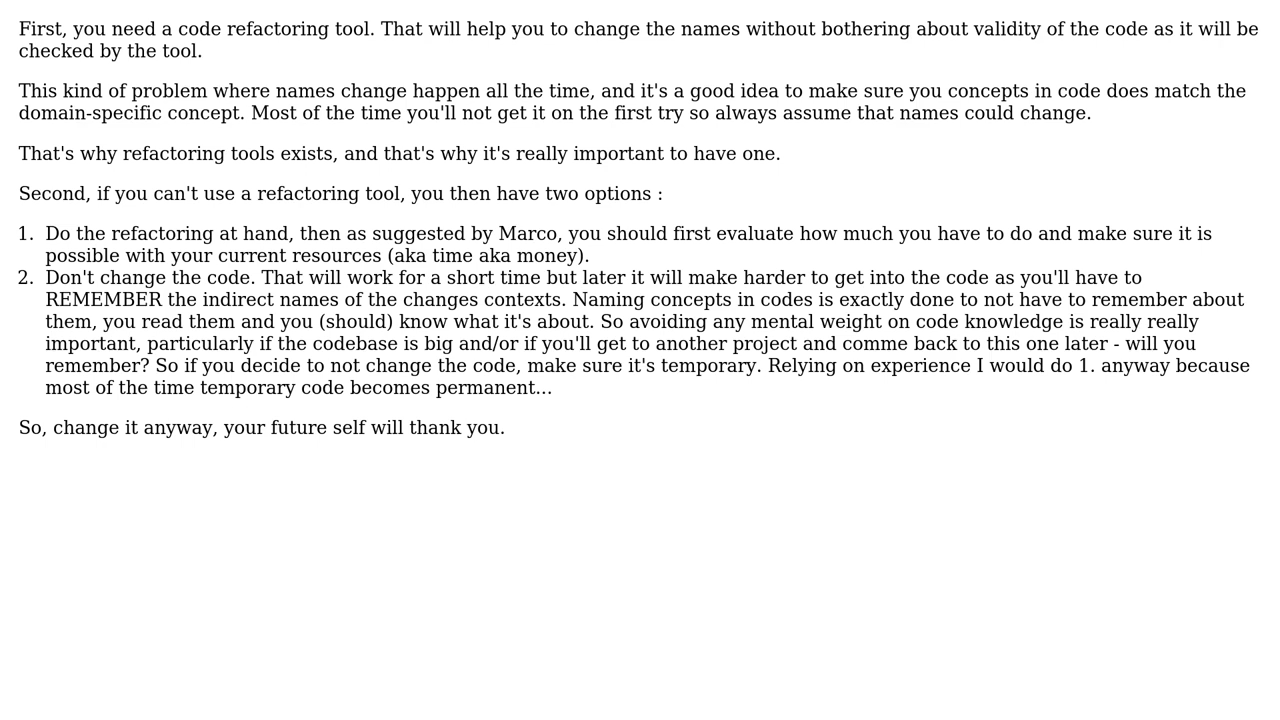 First, you need a code refactoring tool. That will help you to change the names without bothering about validity of the code as it will be
checked by the tool.
This kind of problem where names change happen all the time, and it's a good idea to make sure you concepts in code does match the
domain-specific concept. Most of the time you'll not get it on the first try so always assume that names could change.
That's why refactoring tools exists, and that's why it's really important to have one.
Second, if you can't use a refactoring tool, you then have two options :
1. Do the refactoring at hand, then as suggested by Marco, you should first evaluate how much you have to do and make sure it is
possible with your current resources (aka time aka money).
2. Don't change the code. That will work for a short time but later it will make harder to get into the code as you'll have to
REMEMBER the indirect names of the changes contexts. Naming concepts in codes is exactly done to not have to remember about
them, you read them and you (should) know what it's about. So avoiding any mental weight on code knowledge is really really
important, particularly if the codebase is big and/or if you'll get to another project and comme back to this one later - will you
remember? So if you decide to not change the code, make sure it's temporary. Relying on experience I would do 1. anyway because
most of the time temporary code becomes permanent...
So, change it anyway, your future self will thank you.